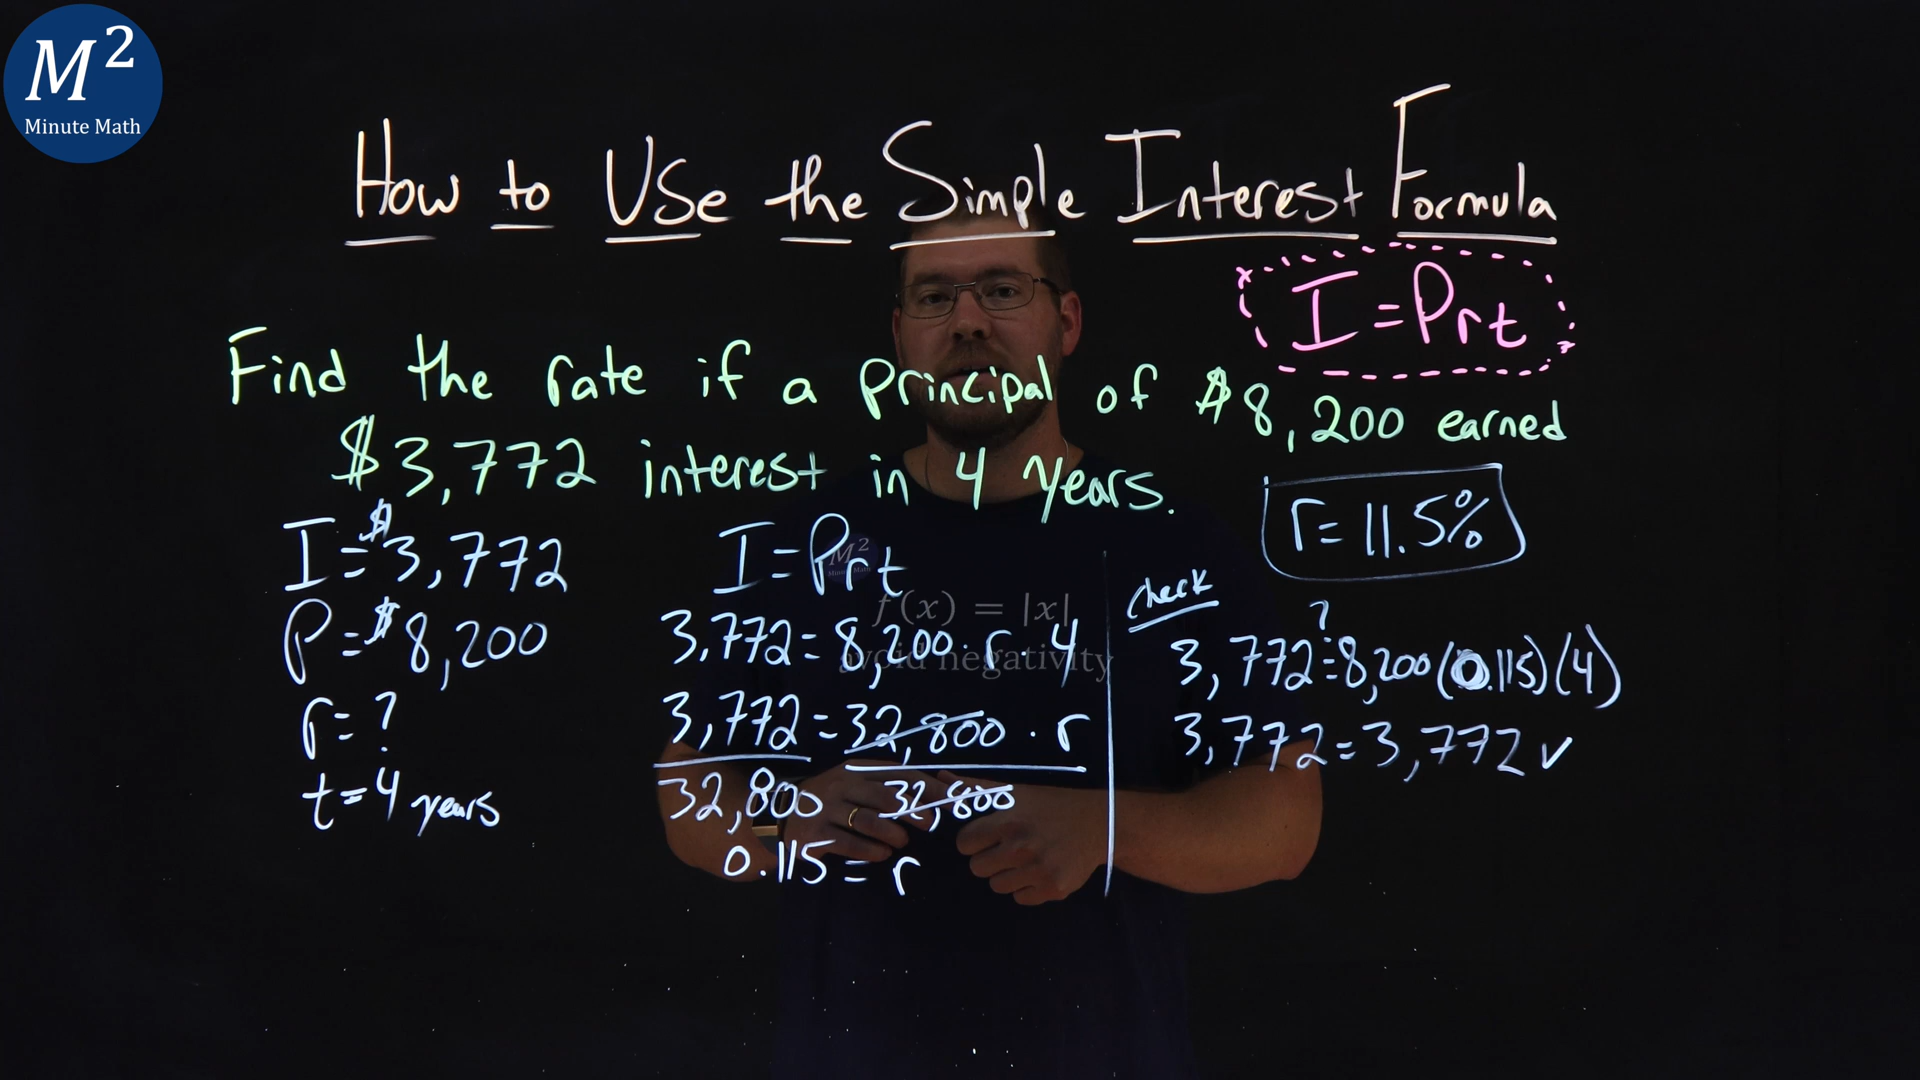 M²
Minute Math
How to Use the Simple Interest Formula
I = Prt
Find the rate if a principal of $8,200 earned
$3,772 interest in 4 years.
r = 11.5%
I = $3,772
P = $8,200
r = ?
t = 4 years
I = Prt
3,772 = 8,200 · r · 4
3,772 = 32,800 · r
32,800 32,800
0.115 = r
check
?
3,772 = 8,200 (0.115)(4)
3,772 = 3,772 ✓
M²
Minute Math
f(x) = |x|
avoid negativity